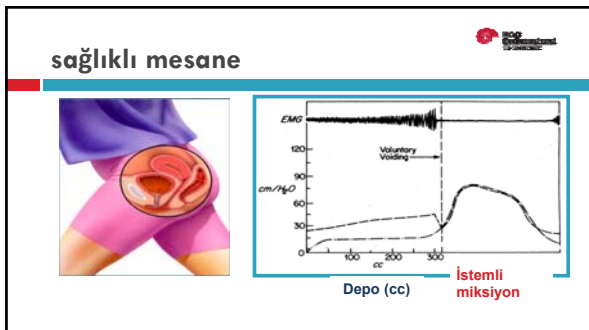 sağlıklı mesane
EMG
120
90
cm/H₂O
60
30
0
Voluntary
Voiding
100
200
300
cc
Depo (cc)
İstemli
miksiyon